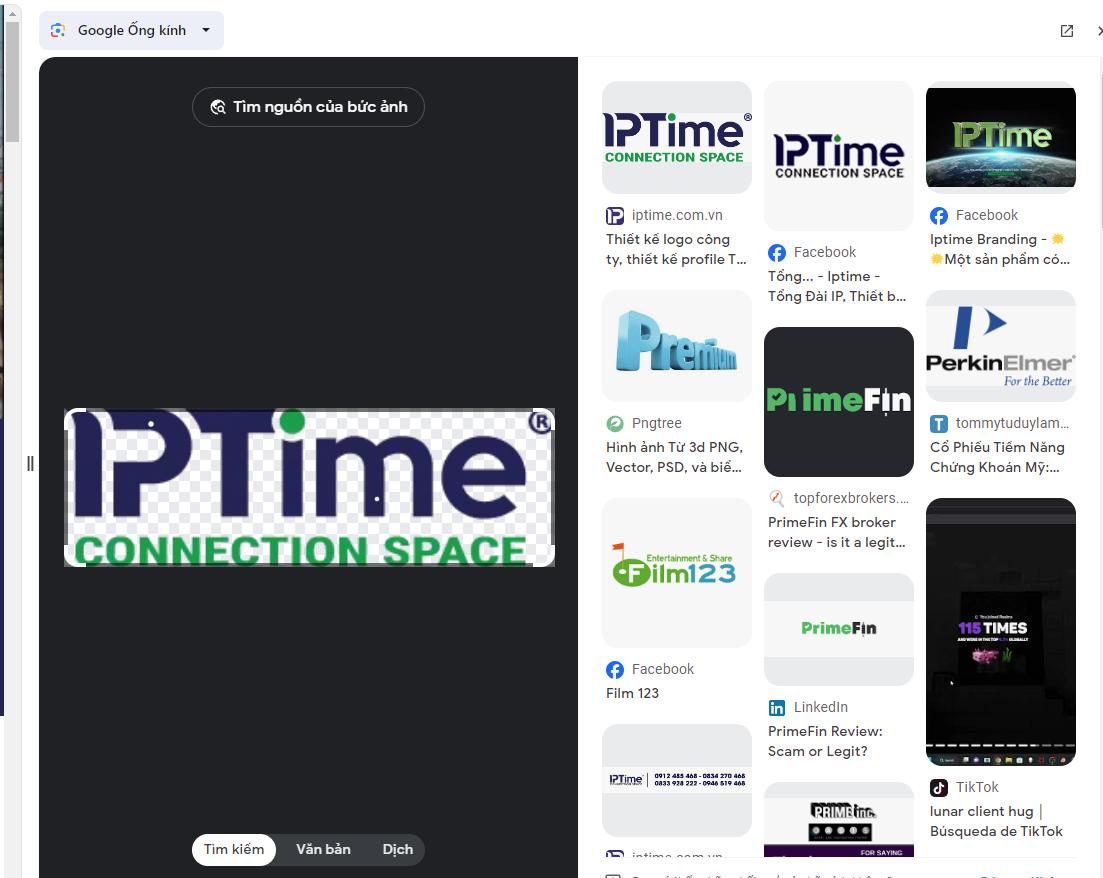 Google Ống kính
Tìm nguồn của bức ảnh
IPTime®
CONNECTION SPACE
Tìm kiếm
Văn bản
Dịch
IPTime®
CONNECTION SPACE
iptime.com.vn
Thiết kế logo công
ty, thiết kế profile T...
Premium
Pngtree
Hình ảnh Từ 3d PNG,
Vector, PSD, và biể...
Entertainment & Share
Film123
Facebook
Film 123
IPTime
0912 485 468 - 0834 270 468
0833 928 222 - 0946 519 468
iptime.com.vn
IPTime
CONNECTION SPACE
Facebook
Tổng... - Iptime -
Tổng Đài IP, Thiết b...
PrimeFin
topforexbrokers....
PrimeFin FX broker
review - is it a legit...
PrimeFin
LinkedIn
PrimeFin Review:
Scam or Legit?
PRIME inc.
FOR SAYING
IPTime
Facebook
Iptime Branding -
Một sản phẩm có...
PerkinElmer
For the Better
tommytuduylam...
Cổ Phiếu Tiềm Năng
Chứng Khoán Mỹ:...
115 TIMES
TikTok
lunar client hug |
Búsqueda de TikTok